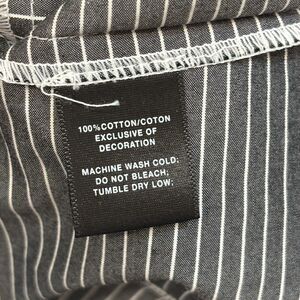 100%COTTON/COTON
EXCLUSIVE OF
DECORATION
MACHINE WASH COLD;
DO NOT BLEACH;
TUMBLE DRY LOW;